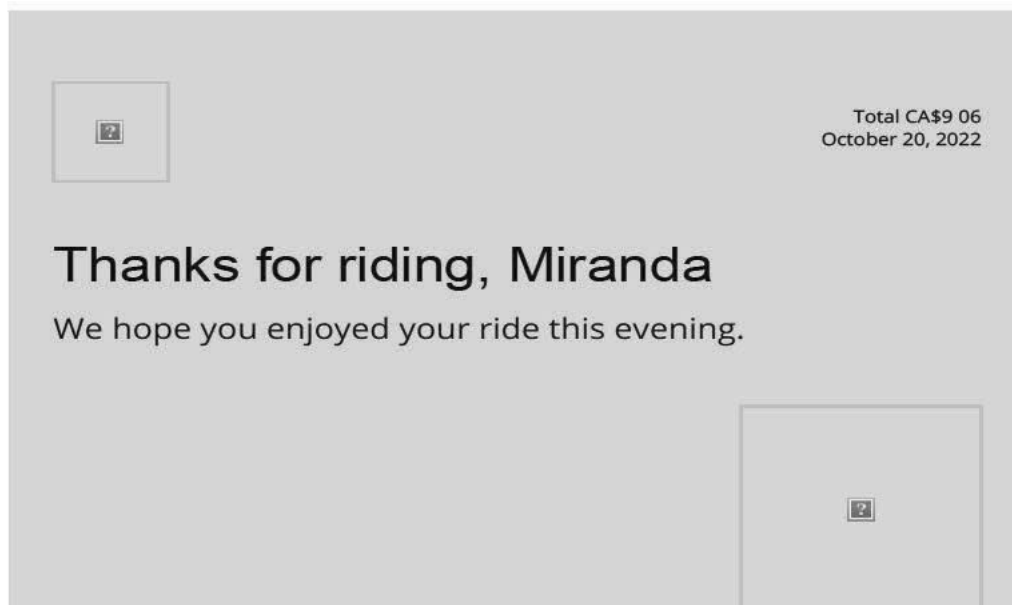 Total CA$9 06
October 20, 2022
Thanks for riding, Miranda
We hope you enjoyed your ride this evening.